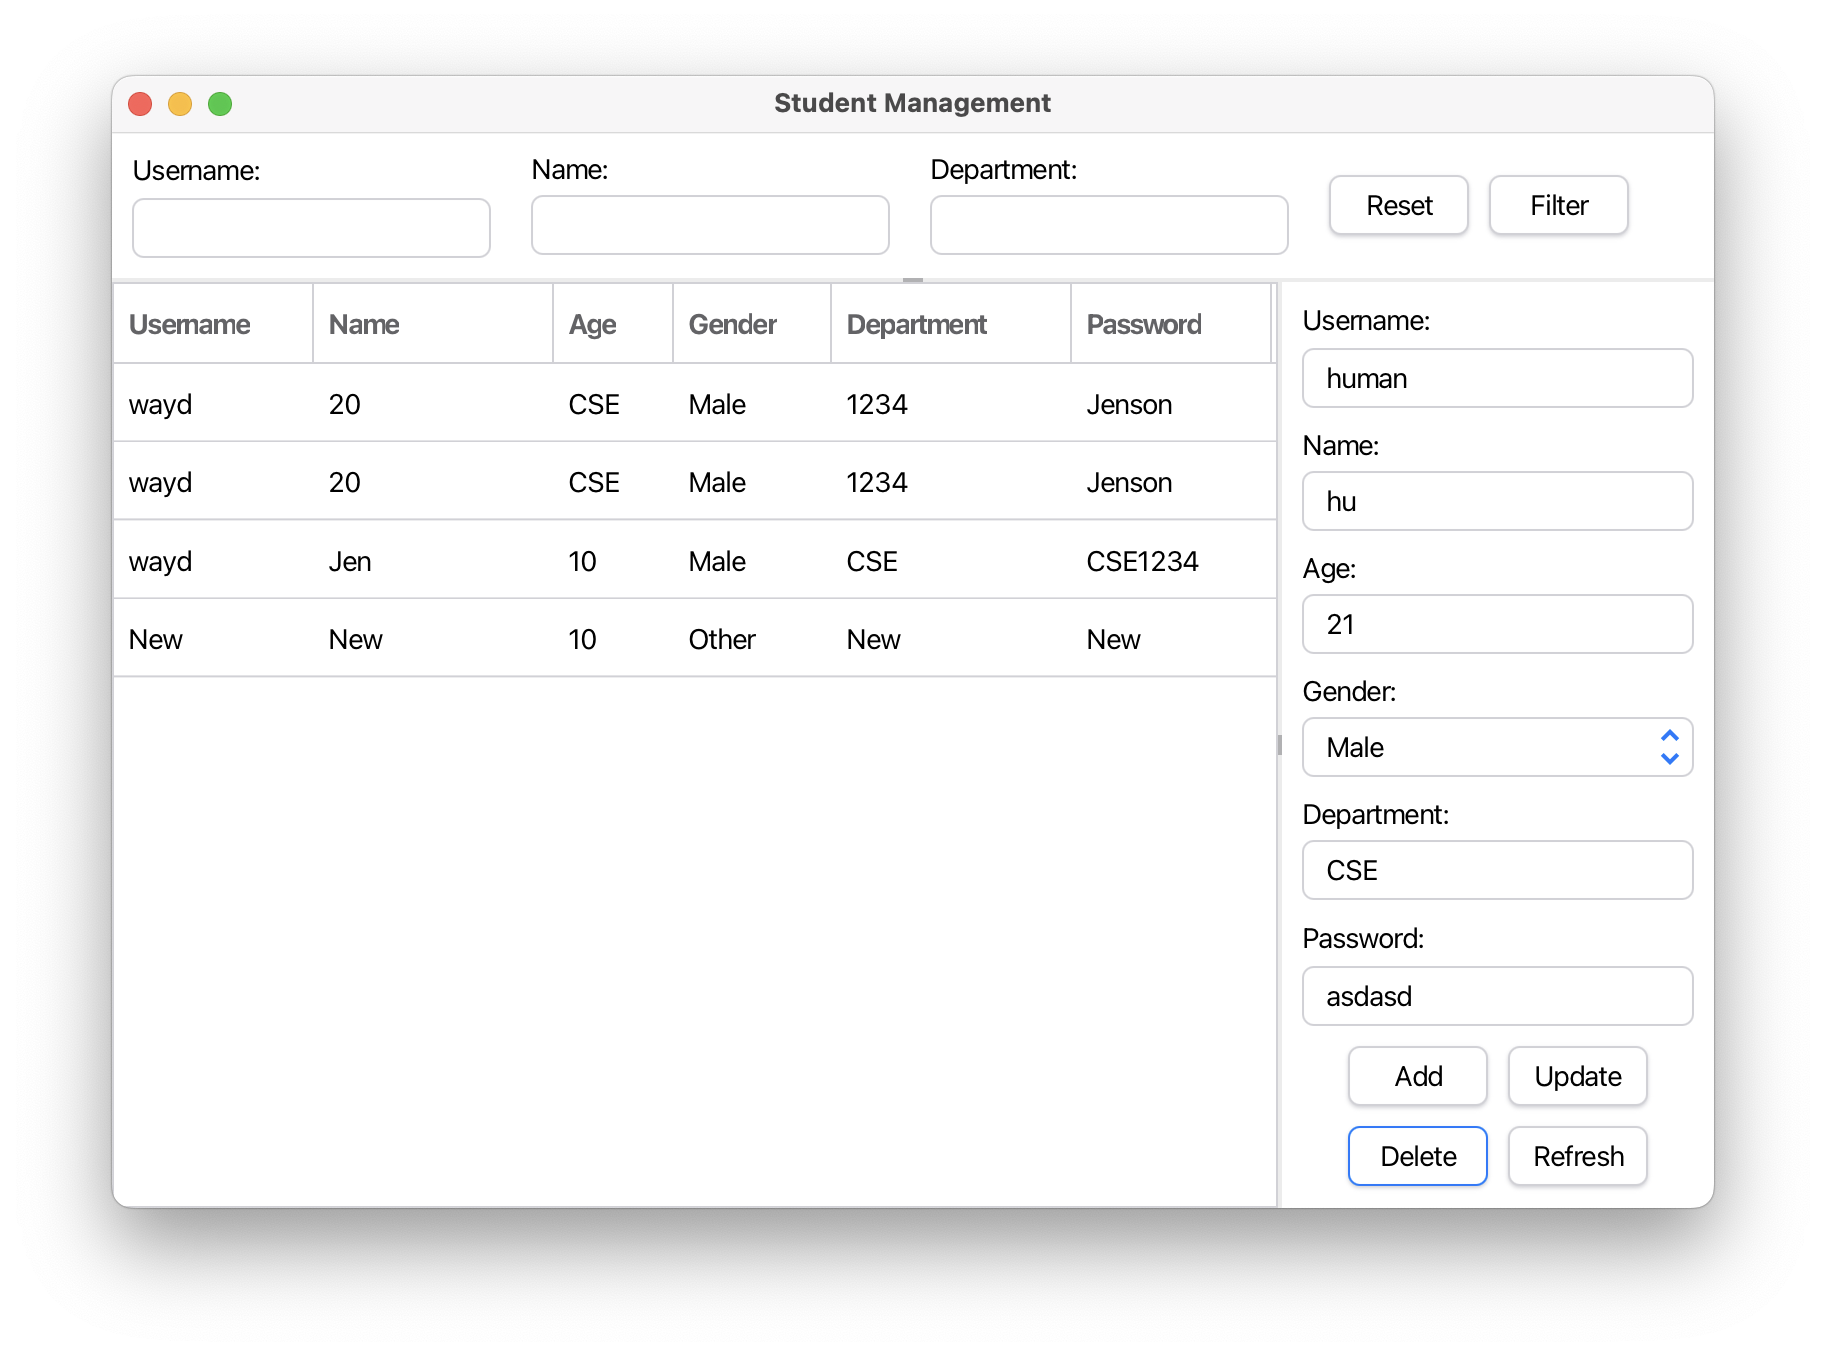 Student Management
Username: Name: Department:
Reset Filter
Username Name Age Gender Department Password
wayd 20 CSE Male 1234 Jenson
wayd 20 CSE Male 1234 Jenson
wayd Jen 10 Male CSE CSE1234
New New 10 Other New New
Username:
human
Name:
hu
Age:
21
Gender:
Male
Department:
CSE
Password:
asdasd
Add Update
Delete Refresh